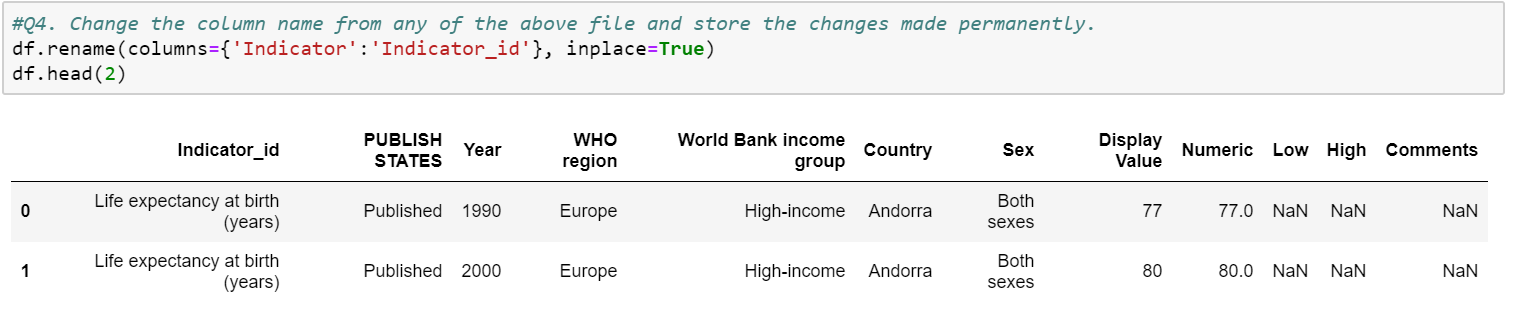 #Q4. Change the column name from any of the above file and store the changes made permanently.
df.rename(columns={'Indicator':'Indicator_id'}, inplace=True)
df.head(2)
Indicator_id PUBLISH STATES Year WHO region World Bank income group Country Sex Display Value Numeric Low High Comments
0 Life expectancy at birth (years) Published 1990 Europe High-income Andorra Both sexes 77 77.0 NaN NaN NaN
1 Life expectancy at birth (years) Published 2000 Europe High-income Andorra Both sexes 80 80.0 NaN NaN NaN